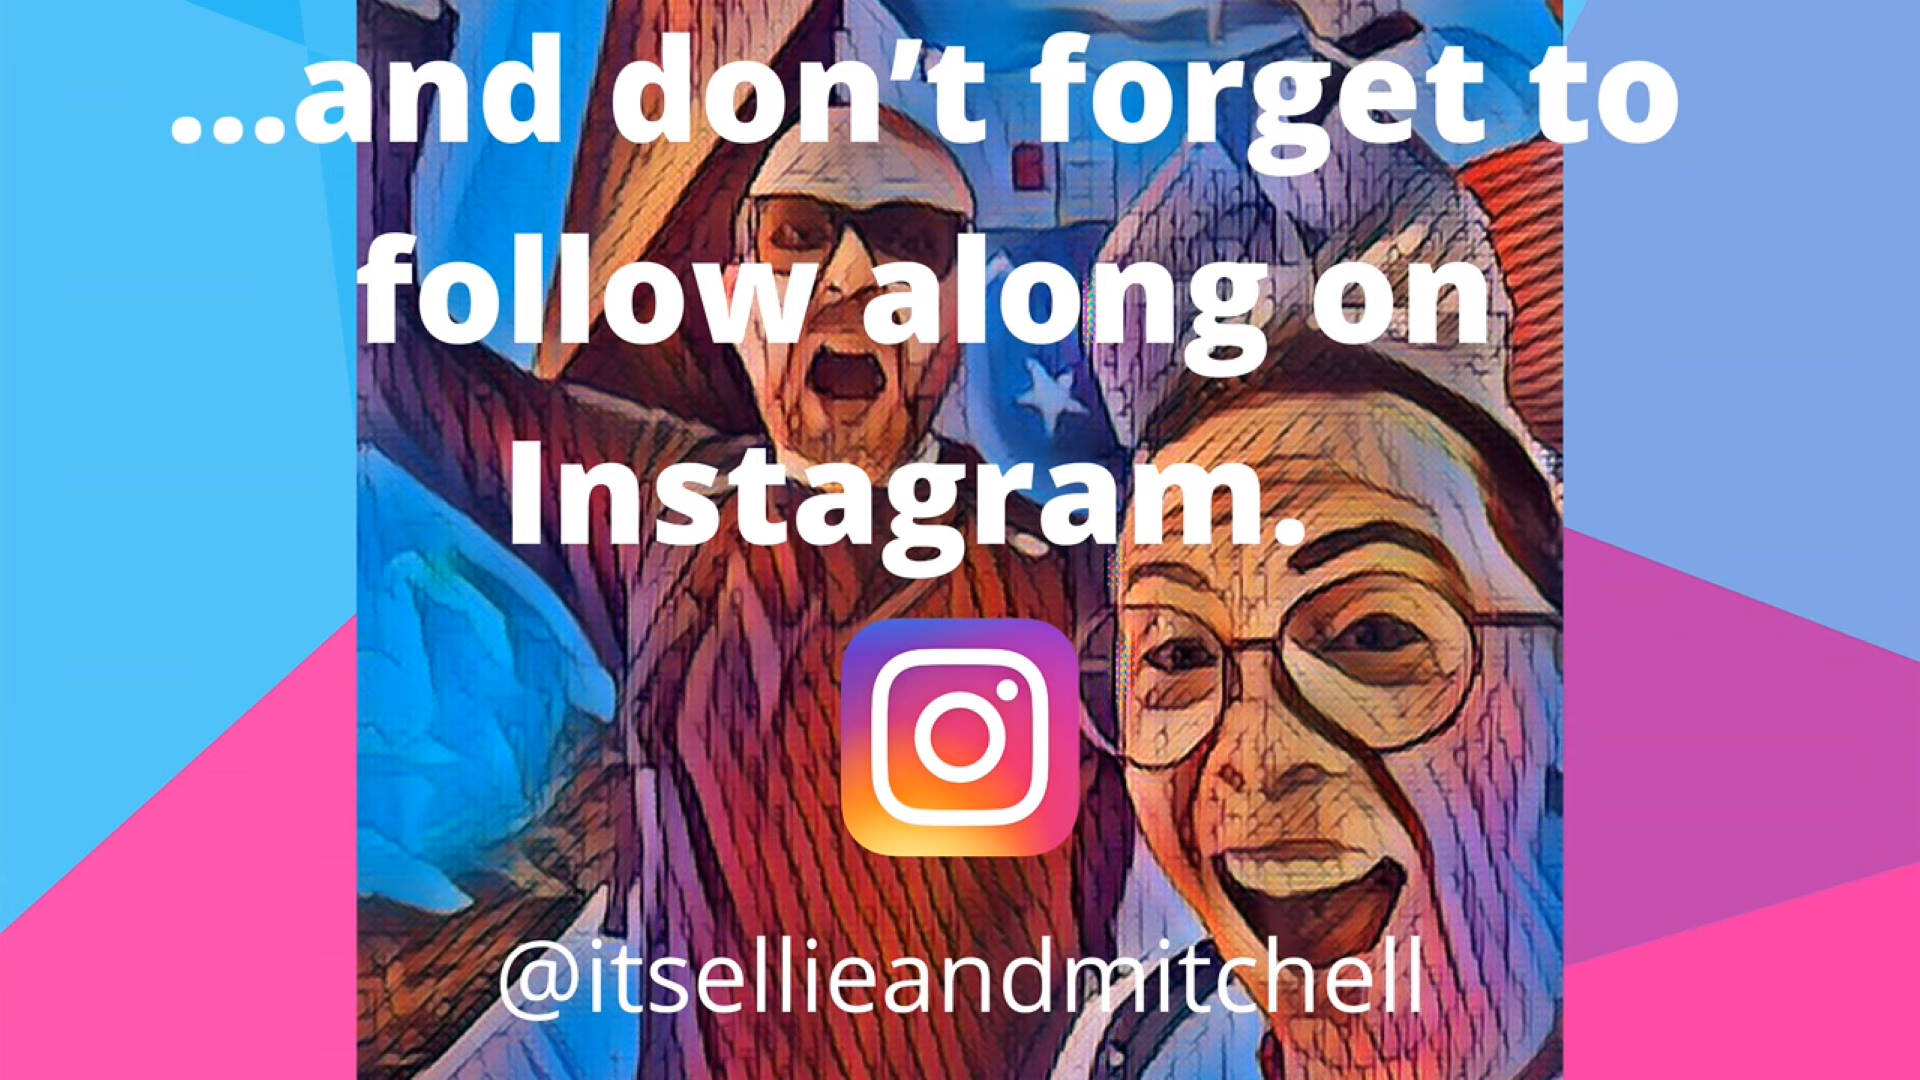 ...and don’t forget to
follow along on
Instagram.
@itsellieandmitchell